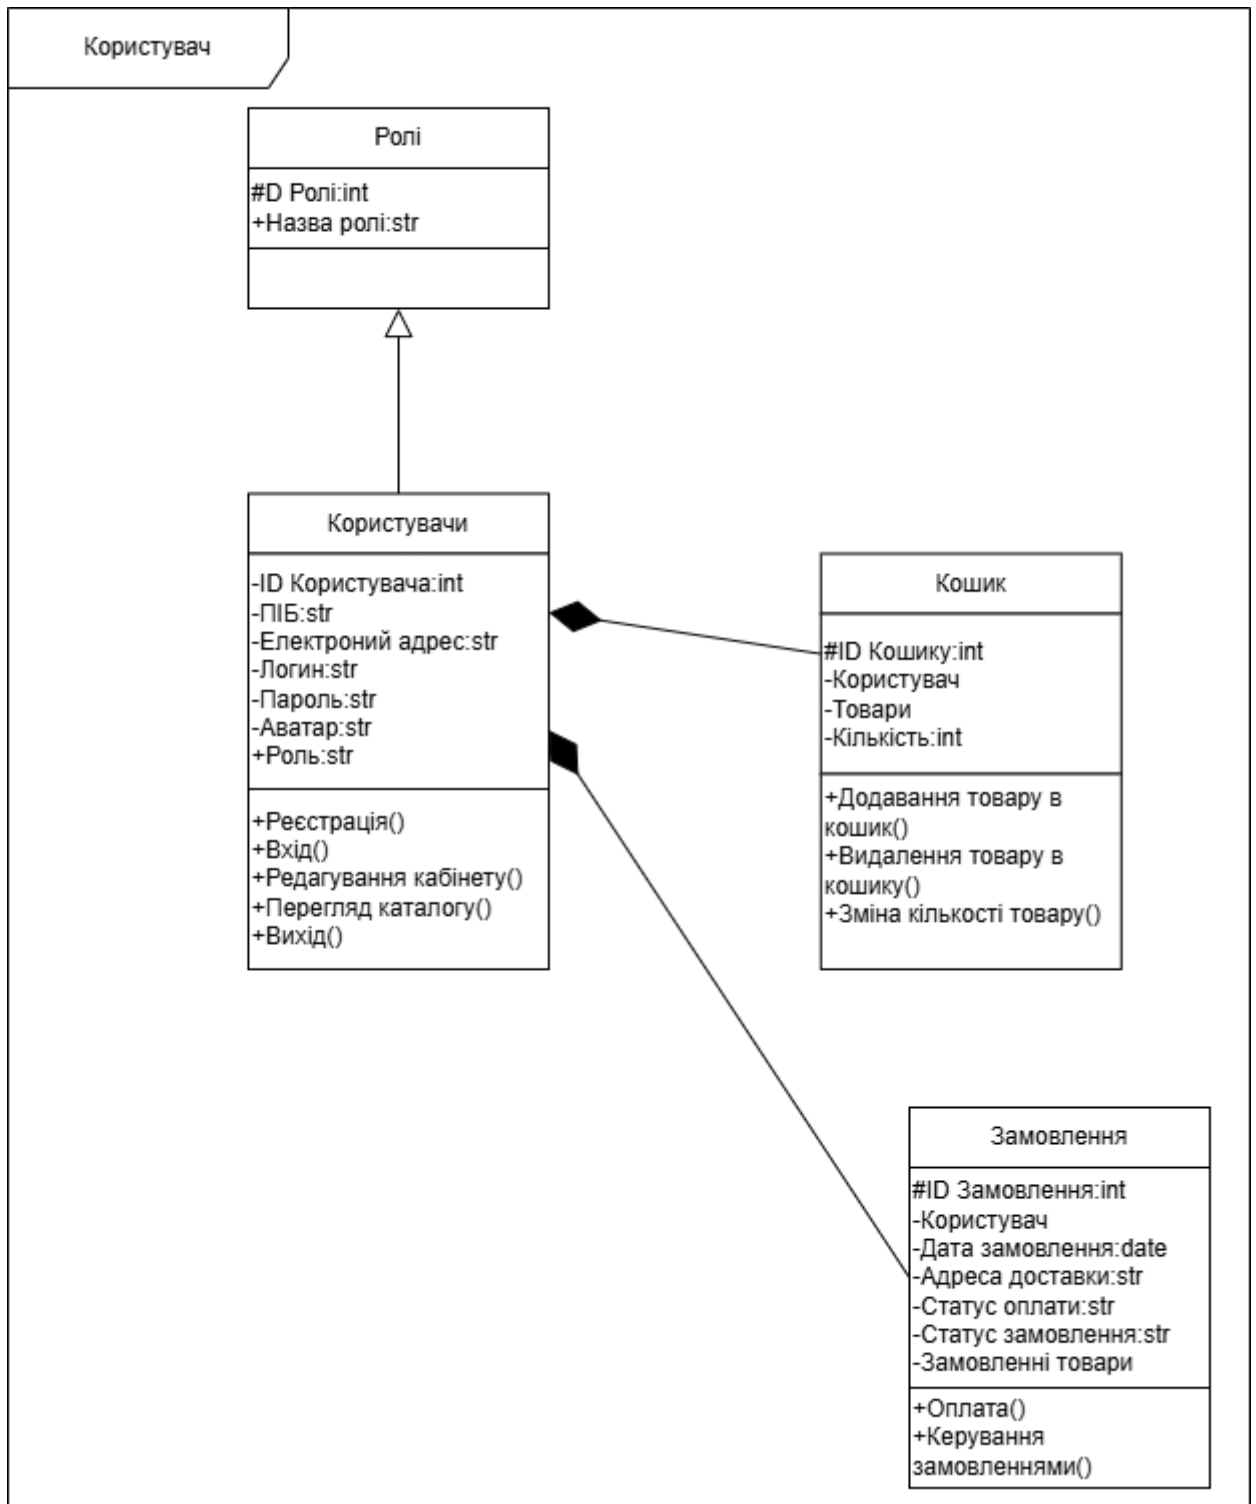 Користувач
Ролі
#D Ролі:int
+Назва ролі:str
Користувачи
-ID Користувача:int
-ПІБ:str
-Електроний адрес:str
-Логин:str
-Пароль:str
-Аватар:str
+Роль:str
+Реєстрація()
+Вхід()
+Редагування кабінету()
+Перегляд каталогу()
+Вихід()
Кошик
#ID Кошику:int
-Користувач
-Товари
-Кількість:int
+Додавання товару в
кошик()
+Видалення товару в
кошику()
+Зміна кількості товару()
Замовлення
#ID Замовлення:int
-Користувач
-Дата замовлення:date
-Адреса доставки:str
-Статус оплати:str
-Статус замовлення:str
-Замовленні товари
+Оплата()
+Керування
замовленнями()